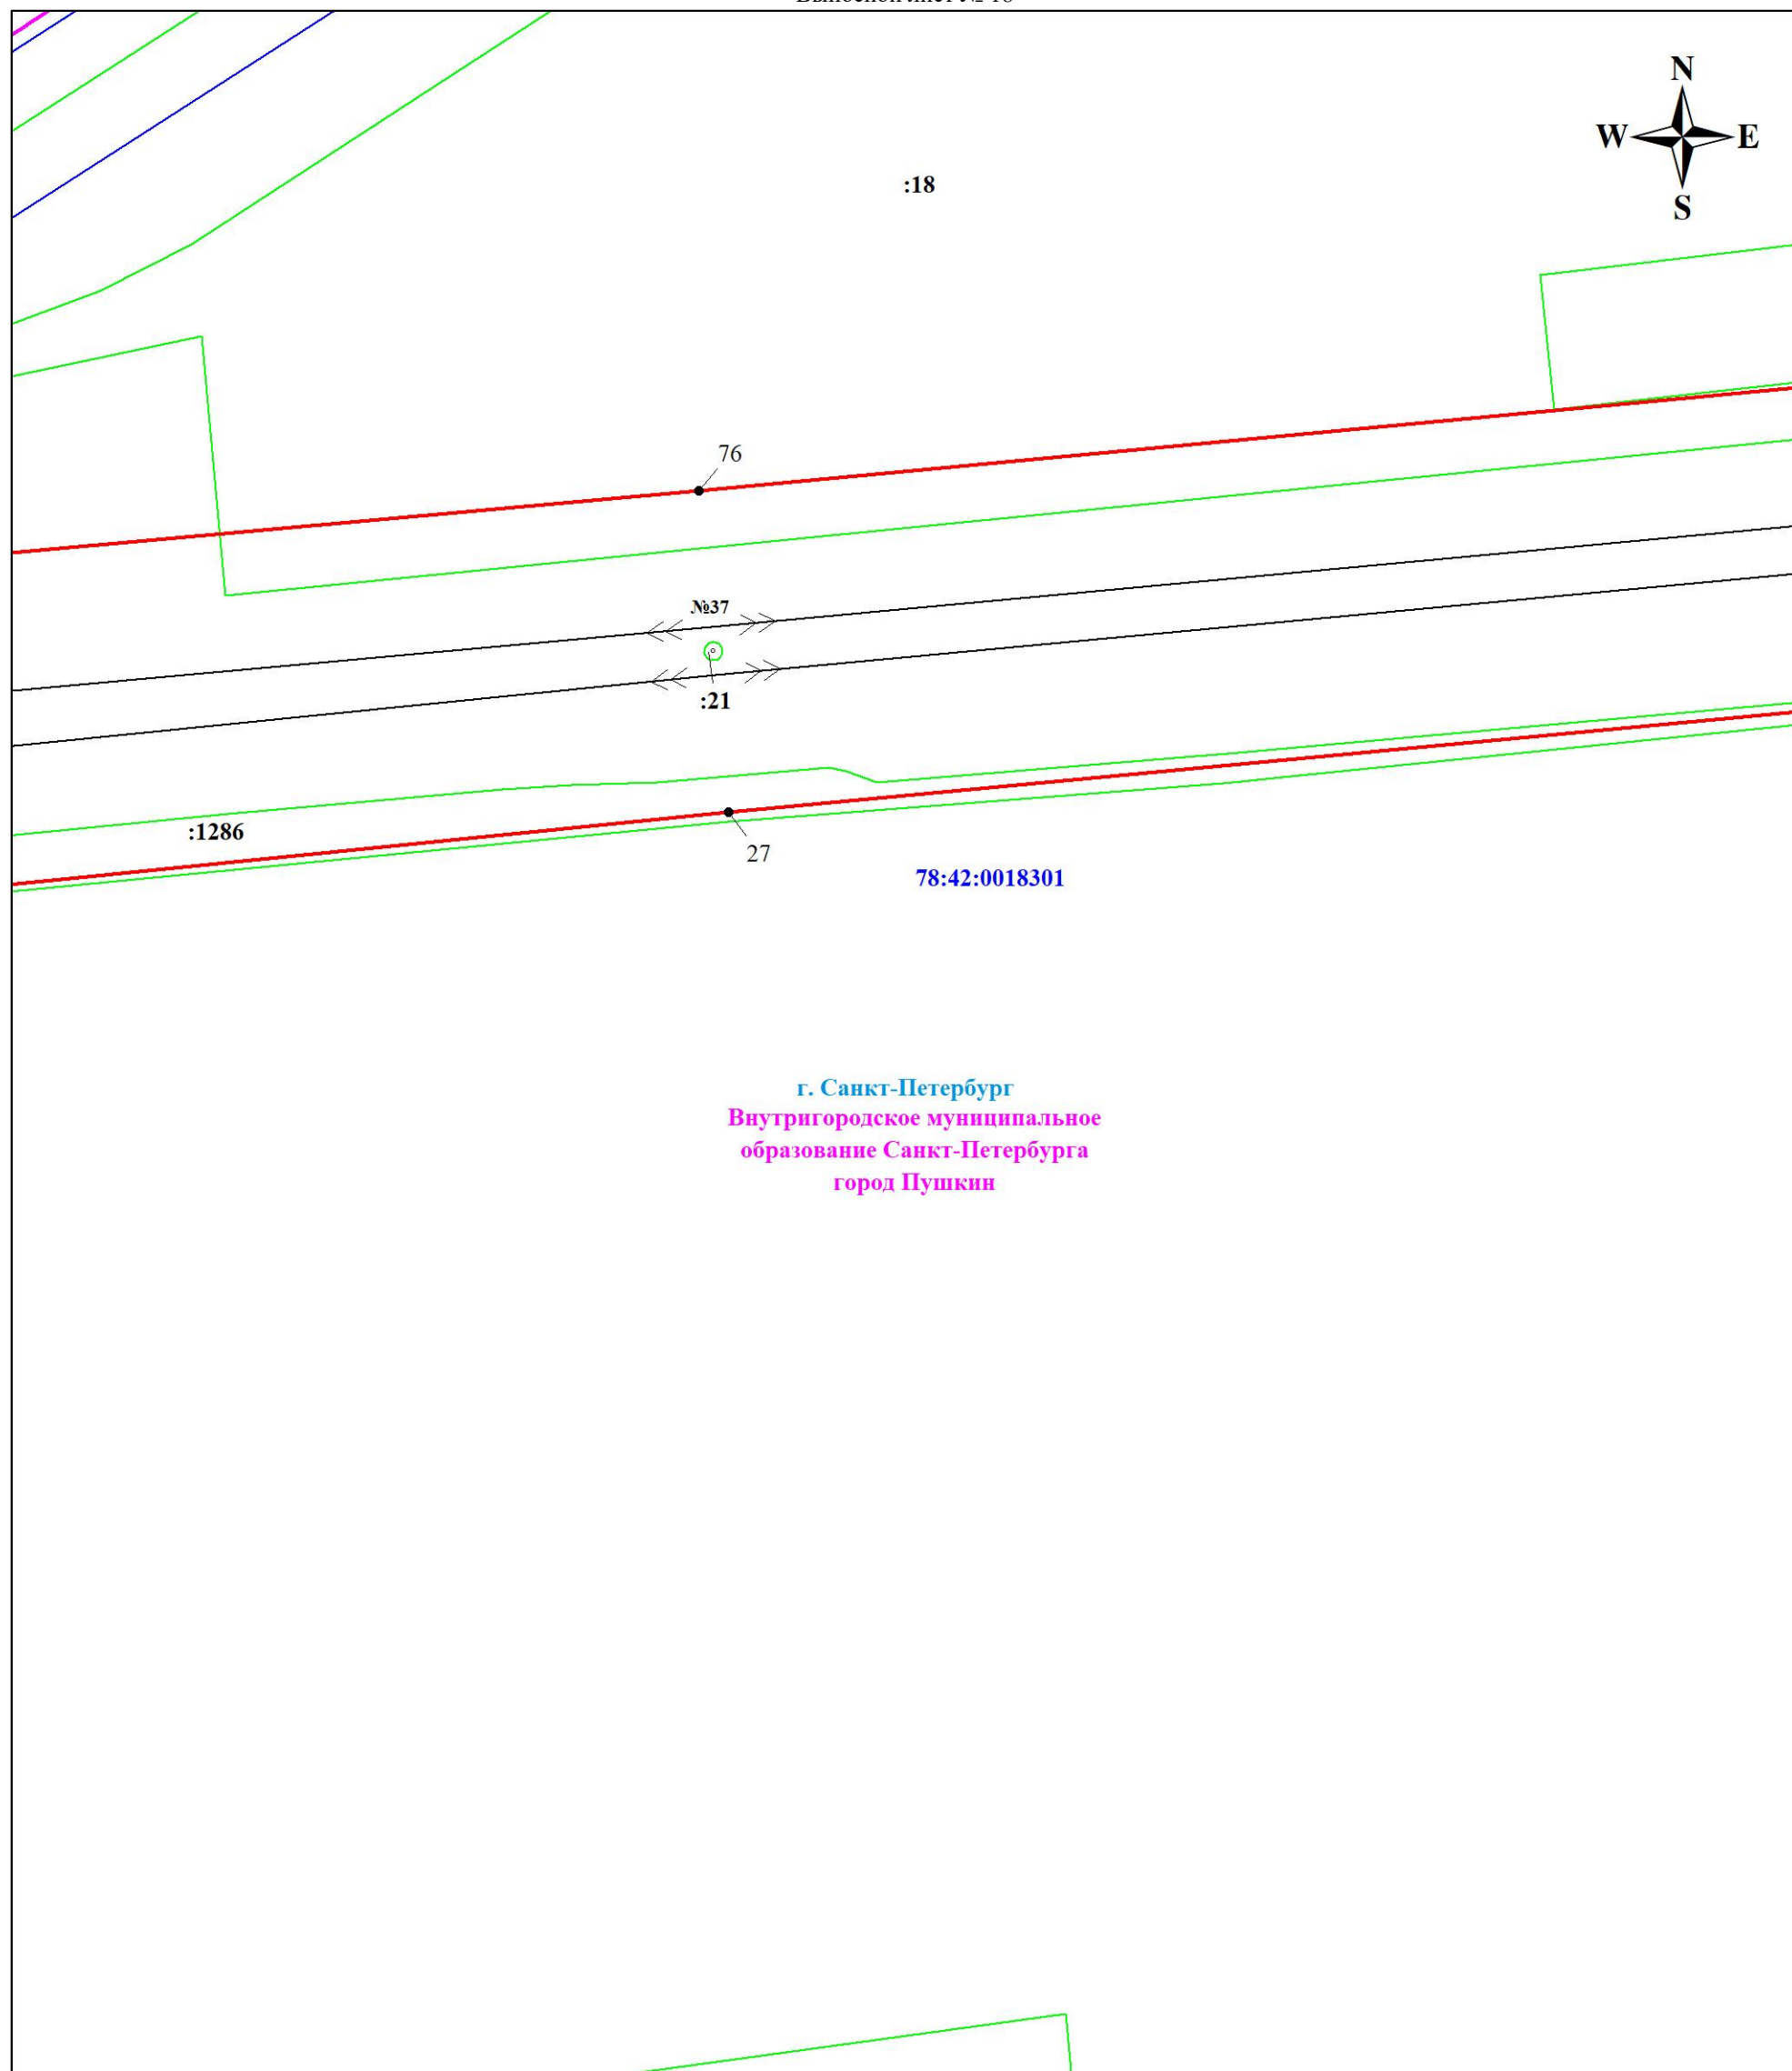 N
W E
S
:18
76
№37
:21
:1286
27
78:42:0018301
г. Санкт-Петербург
Внутригородское муниципальное
образование Санкт-Петербурга
город Пушкин